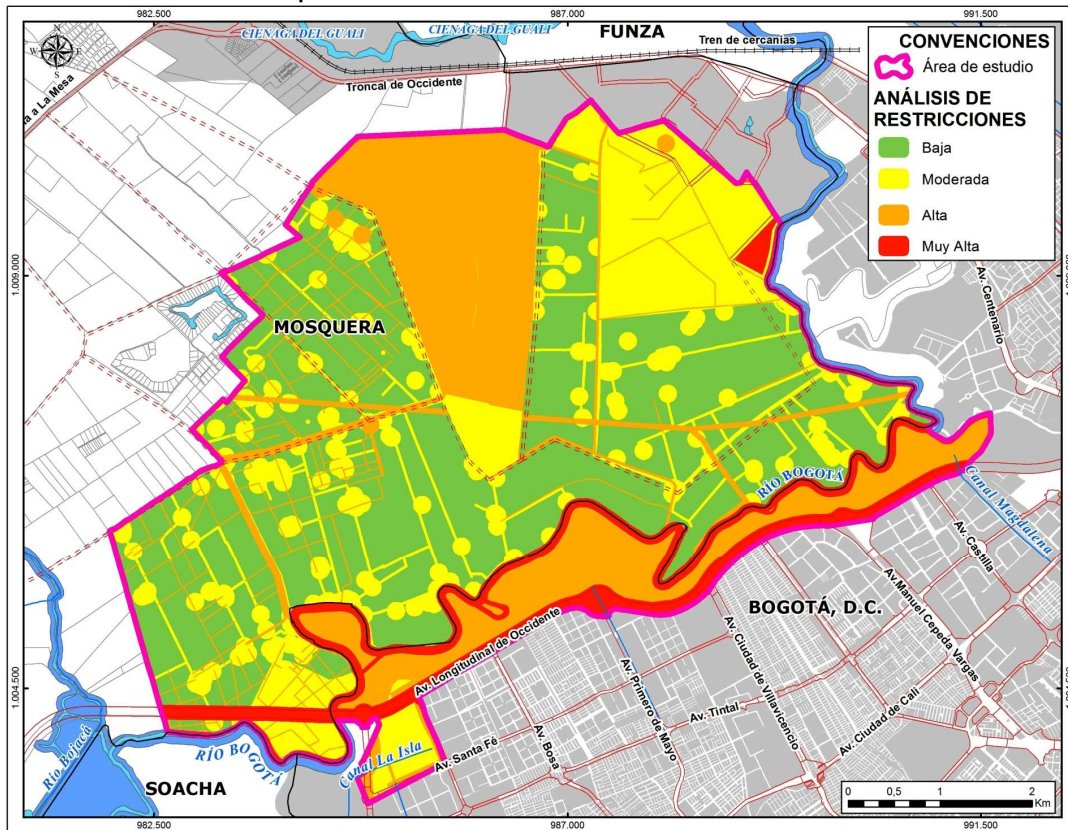 982.500
987.000
991.500
CIENAGA DEL GUALI
CIENAGA DEL GUALI
FUNZA
Tren de cercanías
Troncal de Occidente
a La Mesa
N
W
E
S
CONVENCIONES
Área de estudio
ANÁLISIS DE
RESTRICCIONES
Baja
Moderada
Alta
Muy Alta
1.009.000
MOSQUERA
Av. Centenario
RÍO BOGOTÁ
Canal Magdalena
Av. Castilla
Av. Manuel Cepeda Vargas
BOGOTÁ, D.C.
Av. Longitudinal de Occidente
Av. Ciudad de Villavicencio
Av. Primero de Mayo
Av. Tintal
Av. Ciudad de Cali
1.004.500
Av. Santa Fé
Av. Bosa
Canal La Isla
RÍO BOGOTÁ
Río Bojacá
SOACHA
0 0,5 1 2
Km
982.500
987.000
991.500